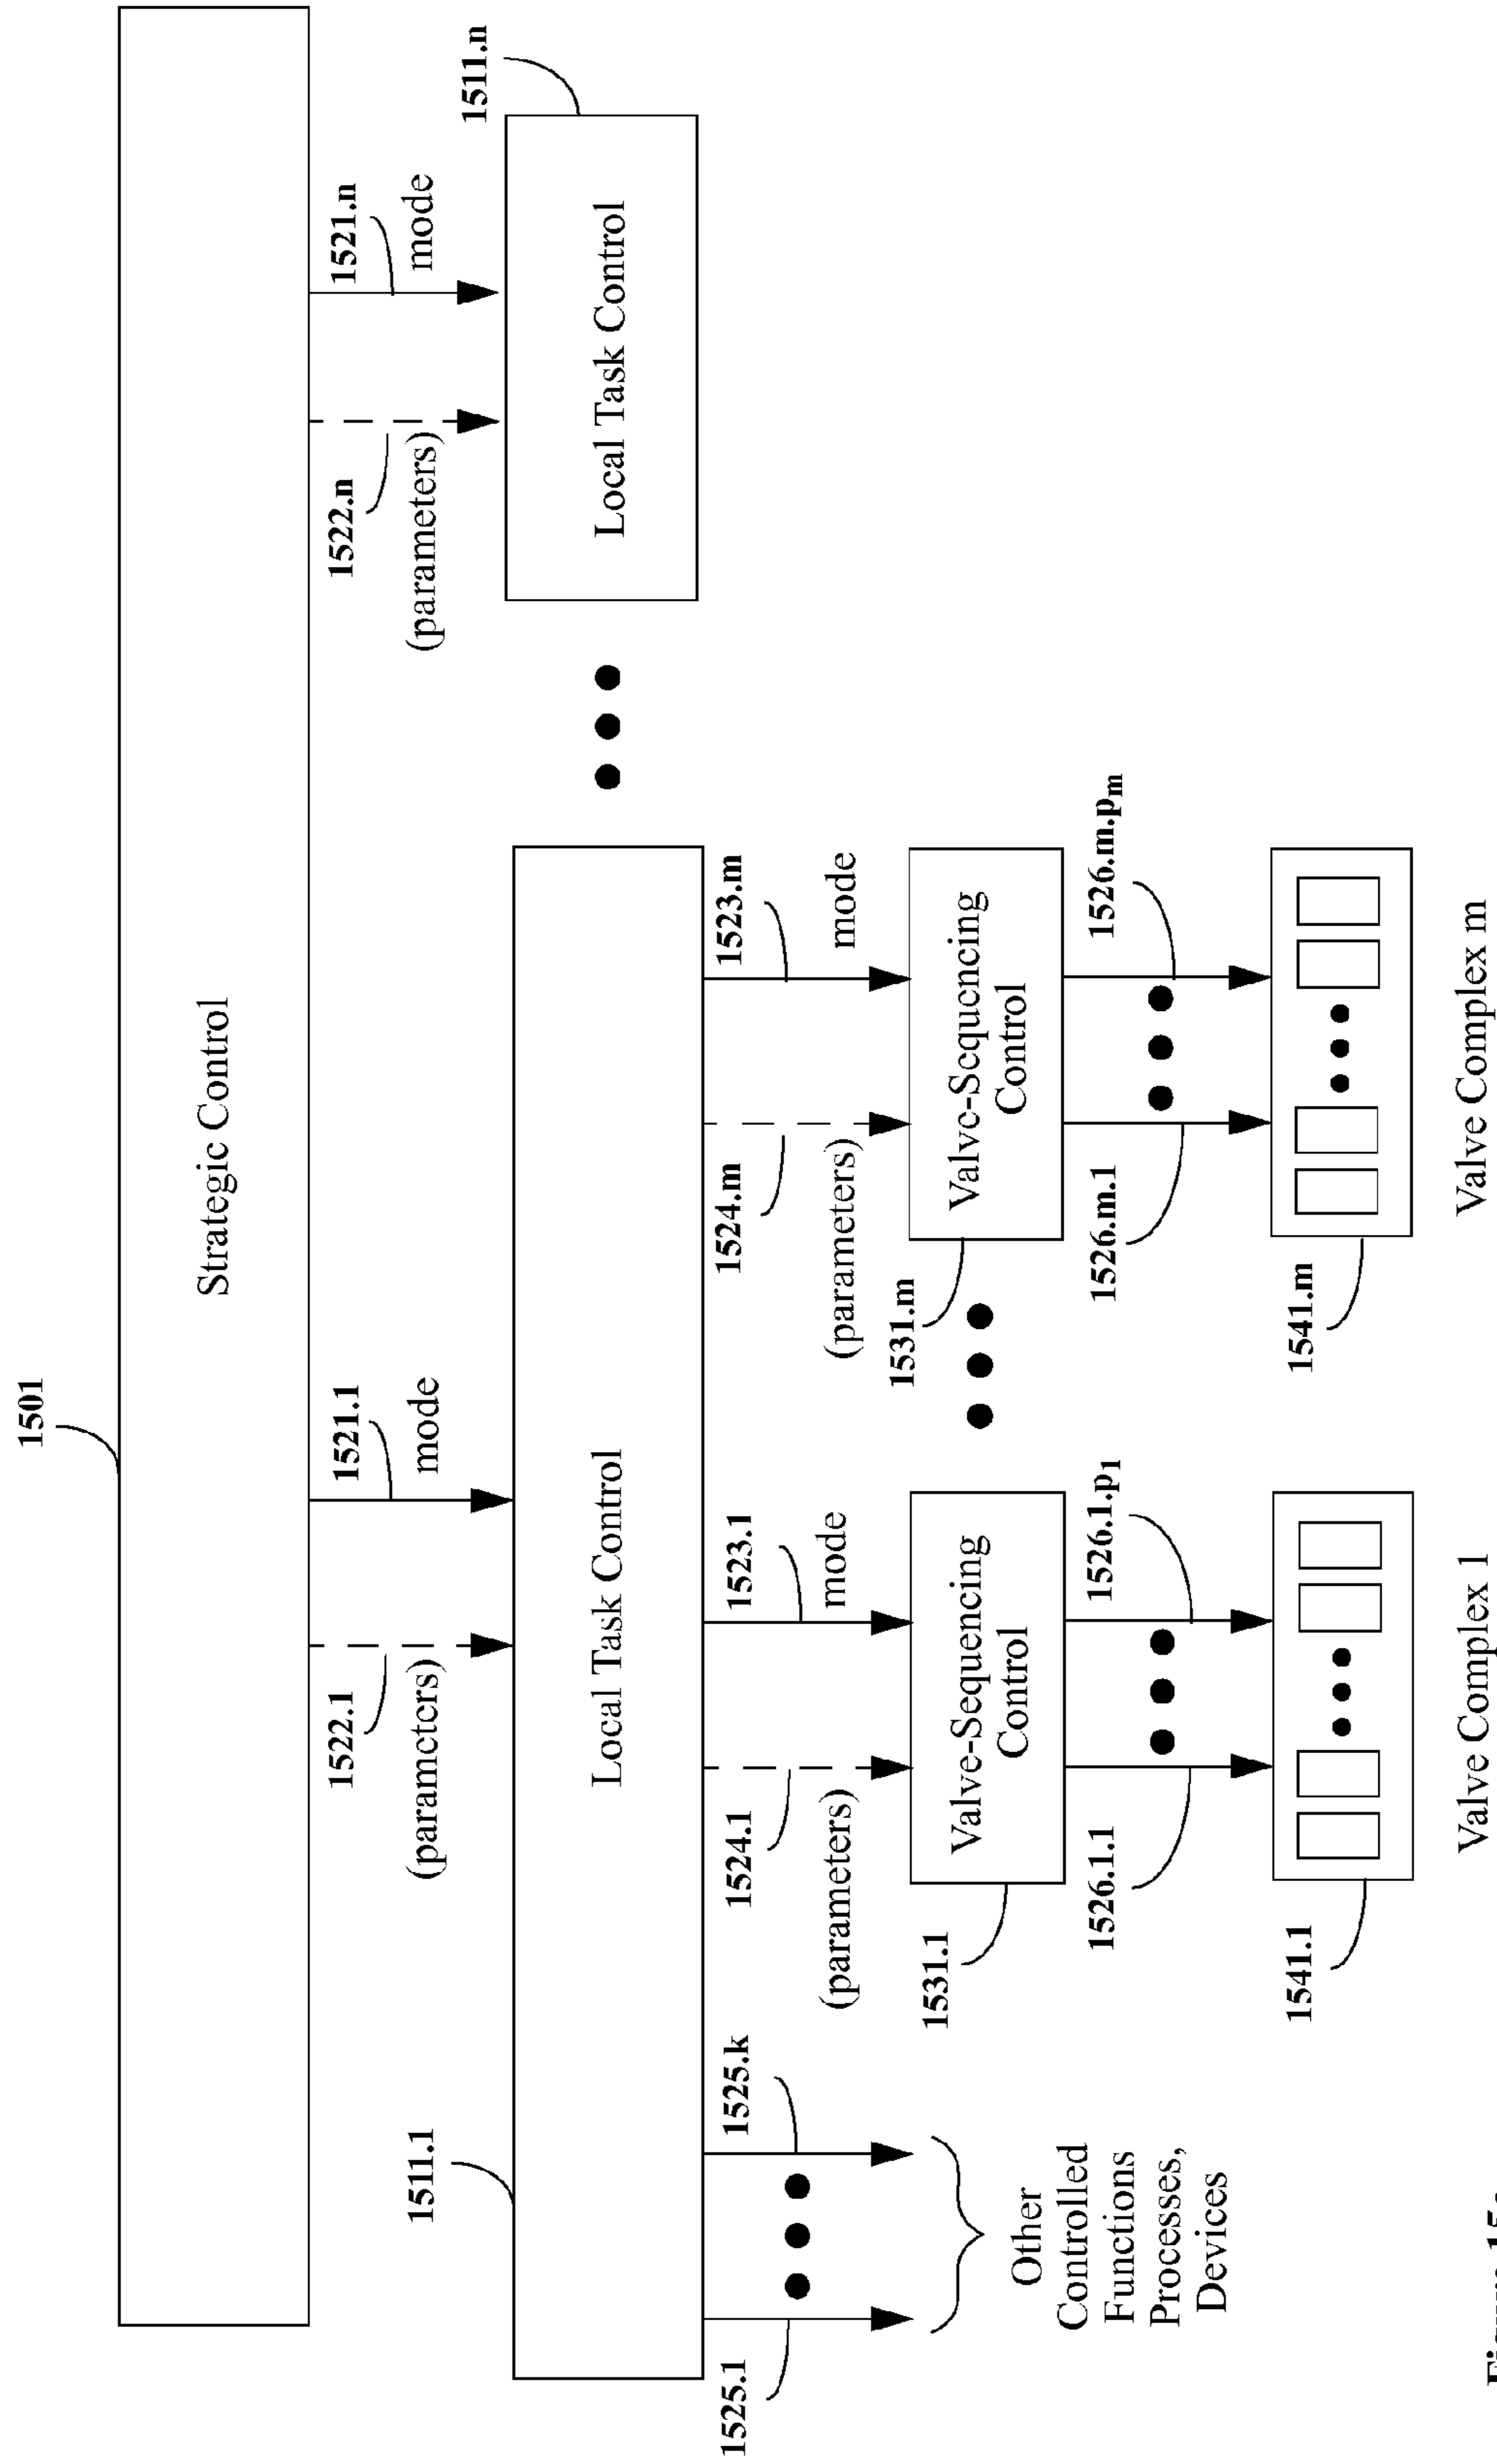 1501
Strategic Control
1522.1
1521.1
(parameters)
mode
1522.n
1521.n
(parameters)
mode
1511.n
Local Task Control
1511.1
Local Task Control
1525.1
1525.k
Other
Controlled
Functions
Processes,
Devices
1524.1
1523.1
(parameters)
mode
1531.1
Valve-Sequencing
Control
1526.1.1
1526.1.p1
1541.1
Valve Complex 1
1524.m
1523.m
(parameters)
mode
1531.m
Valve-Sequencing
Control
1526.m.1
1526.m.pm
1541.m
Valve Complex m
Figure